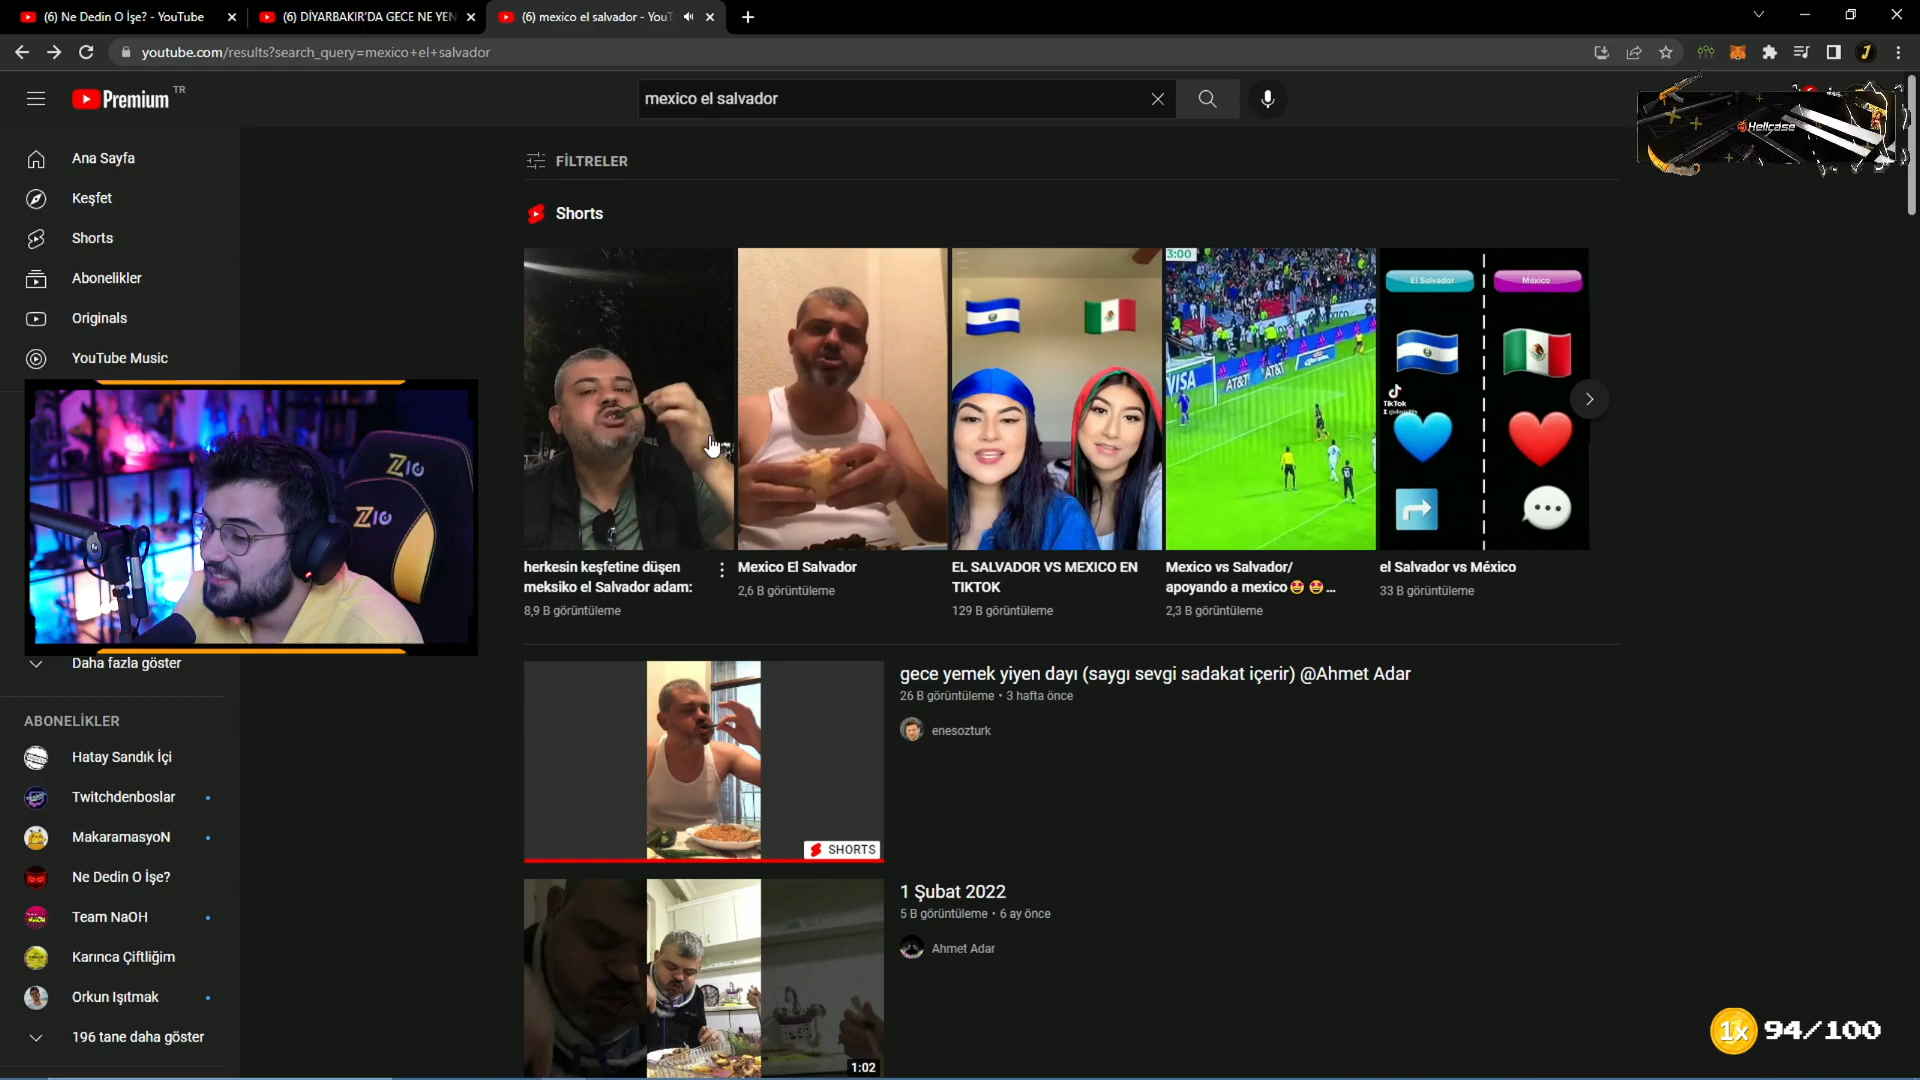 (6) Ne Dedin O İşe? - YouTube
(6) DİYARBAKIR'DA GECE NE YEN
(6) mexico el salvador - YouT
youtube.com/results?search_query=mexico+el+salvador
Premium TR
mexico el salvador
Hellcase
Ana Sayfa
Keşfet
Shorts
Abonelikler
Originals
YouTube Music
FİLTRELER
Shorts
3:00
VISA
AT&T
AT&T
El Salvador
México
TikTok
ZIO
ZIO
herkesin keşfetine düşen
meksiko el Salvador adam:
8,9 B görüntüleme
Mexico El Salvador
2,6 B görüntüleme
EL SALVADOR VS MEXICO EN
TIKTOK
129 B görüntüleme
Mexico vs Salvador/
apoyando a mexico🤩 🤩...
2,3 B görüntüleme
el Salvador vs México
33 B görüntüleme
Daha fazla göster
ABONELİKLER
Hatay Sandık İçi
Twitchdenboslar
MakaramasyoN
Ne Dedin O İşe?
Team NaOH
Karınca Çiftliğim
Orkun Işıtmak
196 tane daha göster
SHORTS
gece yemek yiyen dayı (saygı sevgi sadakat içerir) @Ahmet Adar
26 B görüntüleme • 3 hafta önce
enesozturk
1:02
1 Şubat 2022
5 B görüntüleme • 6 ay önce
Ahmet Adar
1x 94/100